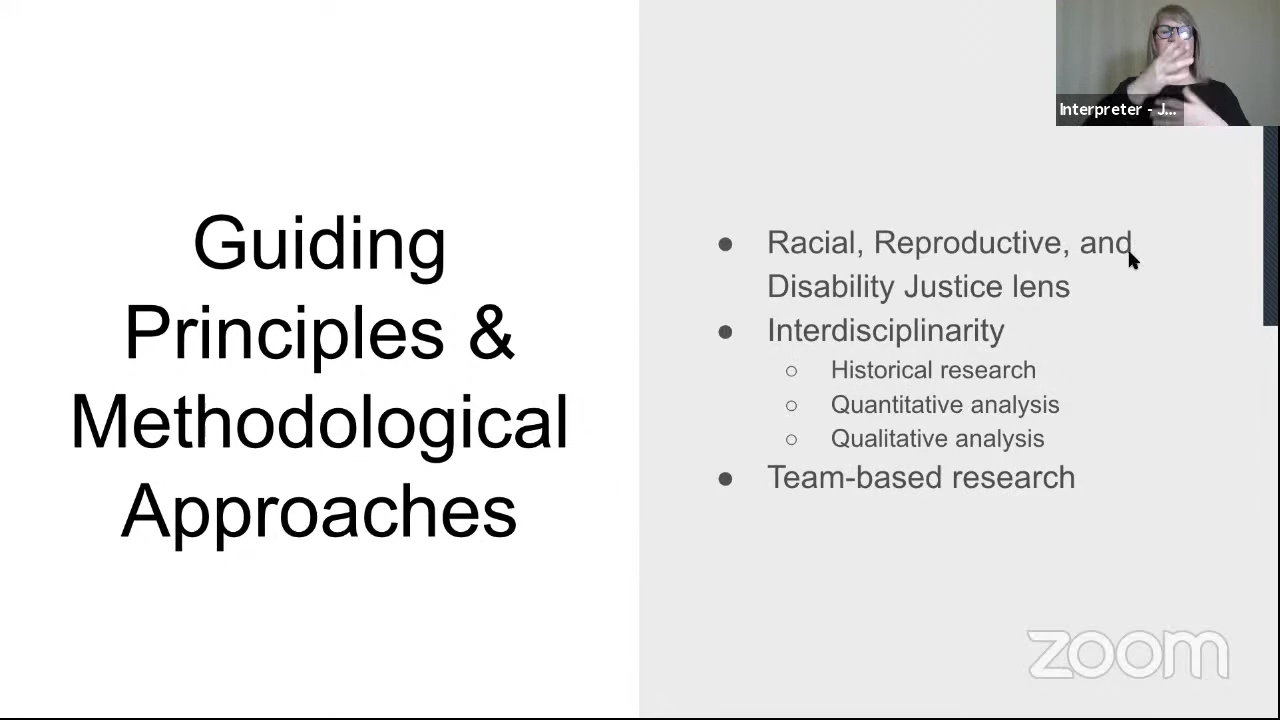 Guiding
Principles &
Methodological
Approaches
Interpreter - J...
● Racial, Reproductive, and
Disability Justice lens
● Interdisciplinarity
○ Historical research
○ Quantitative analysis
○ Qualitative analysis
● Team-based research
zoom